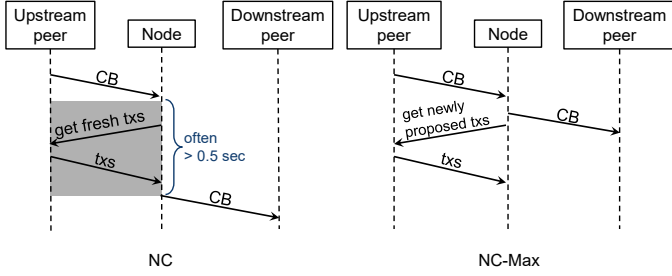 Upstream
peer
Node
Downstream
peer
CB
get fresh txs
txs
often
> 0.5 sec
CB
NC
Upstream
peer
Node
Downstream
peer
CB
CB
get newly
proposed txs
txs
NC-Max